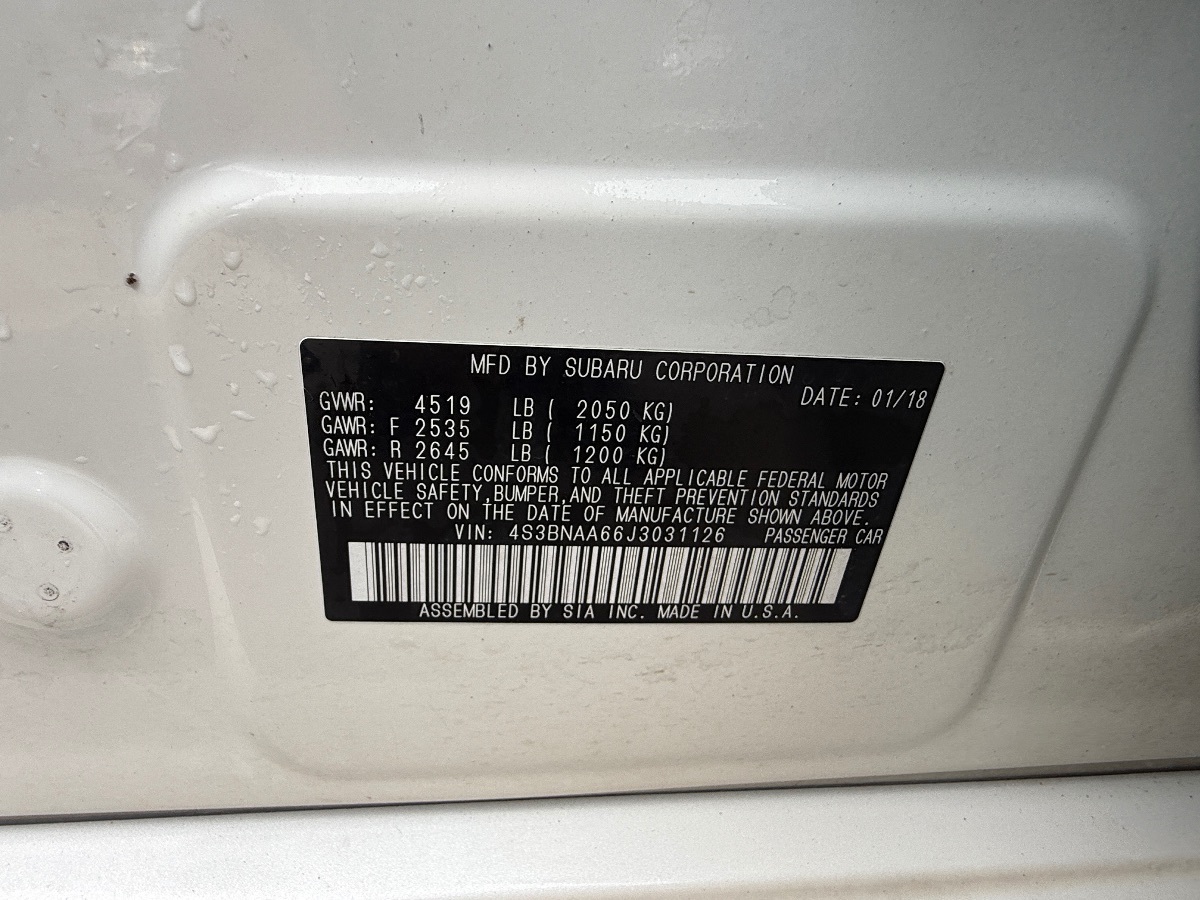 MFD BY SUBARU CORPORATION
DATE: 01/18
GVWR: 4519 LB ( 2050 KG)
GAWR: F 2535 LB ( 1150 KG)
GAWR: R 2645 LB ( 1200 KG)
THIS VEHICLE CONFORMS TO ALL APPLICABLE FEDERAL MOTOR
VEHICLE SAFETY,BUMPER,AND THEFT PREVENTION STANDARDS
IN EFFECT ON THE DATE OF MANUFACTURE SHOWN ABOVE.
VIN: 4S3BNAA66J3031126 PASSENGER CAR
ASSEMBLED BY SIA INC. MADE IN U.S.A.